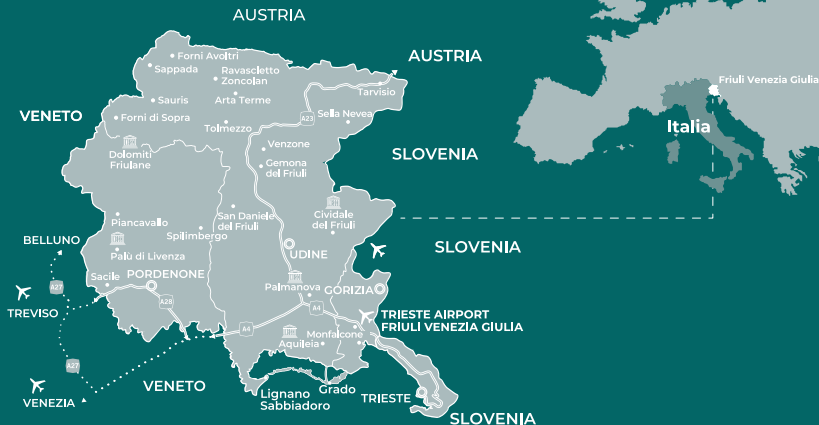 AUSTRIA
Forni Avoltri
Sappada
Ravascletto
Zoncolan
AUSTRIA
Tarvisio
Sauris
Arta Terme
VENETO
Forni di Sopra
Tolmezzo
A23
Sella Nevea
Dolomiti
Friulane
Venzone
Gemona
del Friuli
SLOVENIA
Piancavallo
Spilimbergo
San Daniele
del Friuli
Cividale
del Friuli
BELLUNO
Palù di Livenza
UDINE
SLOVENIA
A27
Sacile
PORDENONE
Palmanova
GORIZIA
TREVISO
A28
A4
TRIESTE AIRPORT
FRIULI VENEZIA GIULIA
A4
Aquileia
Monfalcone
A27
VENETO
VENEZIA
Lignano
Sabbiadoro
Grado
TRIESTE
SLOVENIA
Friuli Venezia Giulia
Italia